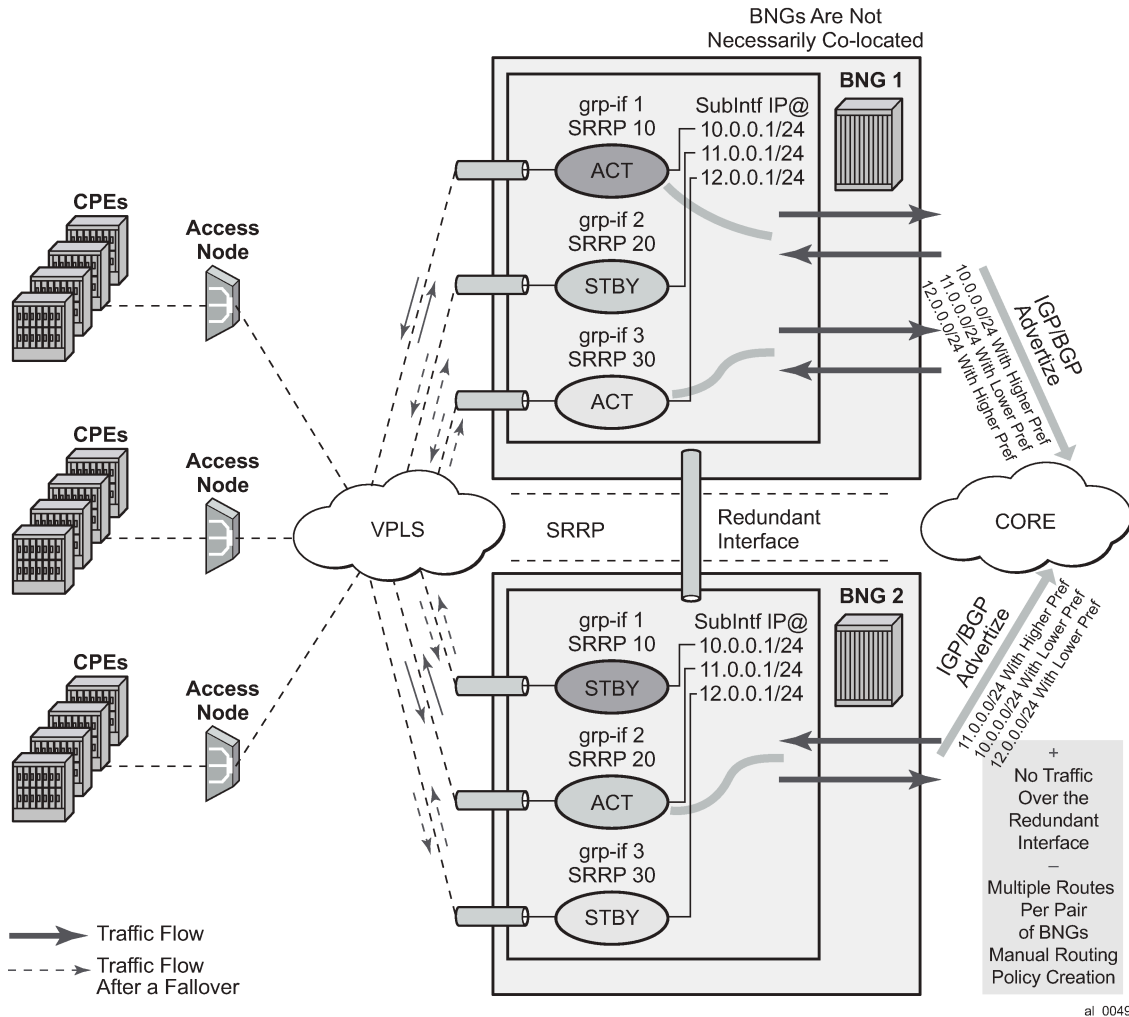 BNGs Are Not
Necessarily Co-located
BNG 1
grp-if 1
SRRP 10
SubIntf IP@
10.0.0.1/24
11.0.0.1/24
12.0.0.1/24
ACT
grp-if 2
SRRP 20
STBY
grp-if 3
SRRP 30
ACT
CPEs
Access
Node
CPEs
Access
Node
CPEs
Access
Node
VPLS
SRRP
Redundant
Interface
IGP/BGP
Advertize
10.0.0.0/24 With Higher Pref
11.0.0.0/24 With Lower Pref
12.0.0.0/24 With Higher Pref
CORE
BNG 2
grp-if 1
SRRP 10
SubIntf IP@
10.0.0.1/24
11.0.0.1/24
12.0.0.1/24
STBY
grp-if 2
SRRP 20
ACT
grp-if 3
SRRP 30
STBY
IGP/BGP
Advertize
11.0.0.0/24 With Higher Pref
10.0.0.0/24 With Lower Pref
12.0.0.0/24 With Lower Pref
+
No Traffic
Over the
Redundant
Interface
–
Multiple Routes
Per Pair
of BNGs
Manual Routing
Policy Creation
Traffic Flow
Traffic Flow
After a Fallover
al_0049